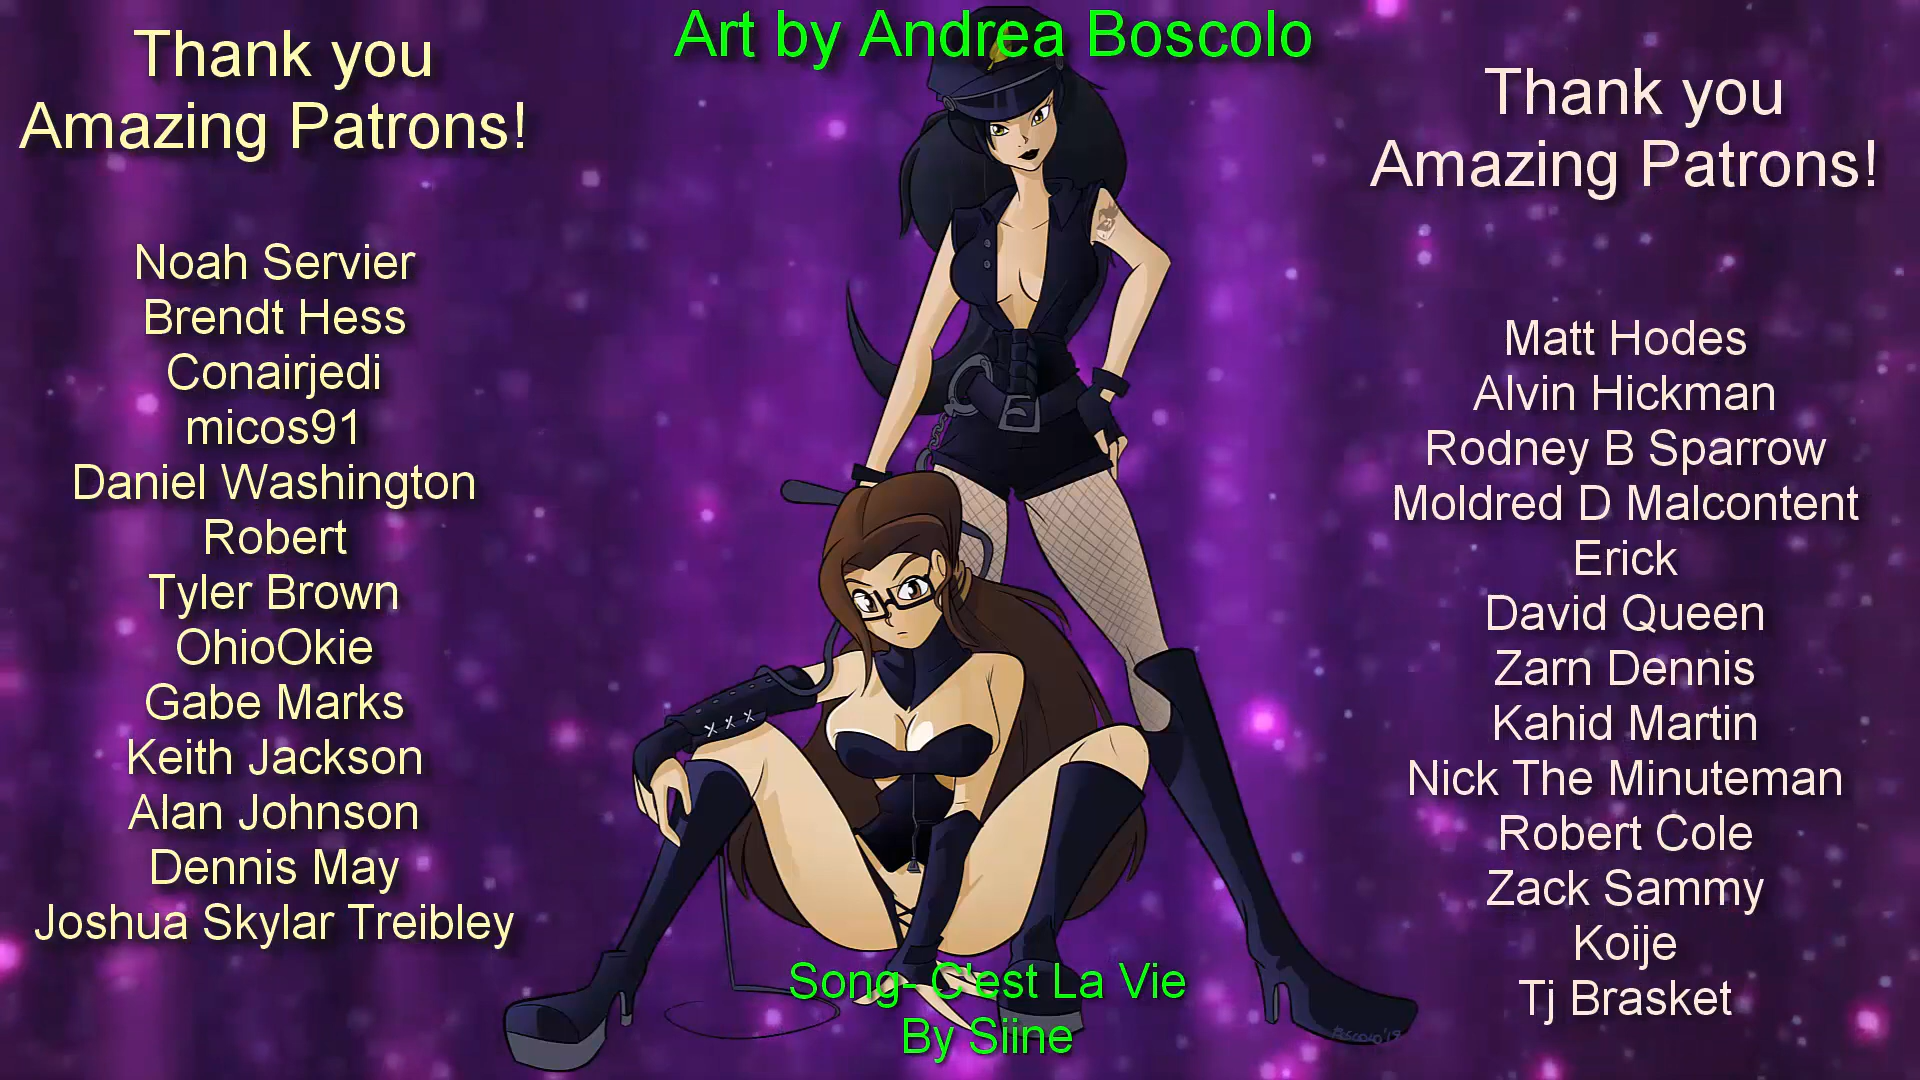 Art by Andrea Boscolo
Thank you
Amazing Patrons!
Noah Servier
Brendt Hess
Conairjedi
micos91
Daniel Washington
Robert
Tyler Brown
OhioOkie
Gabe Marks
Keith Jackson
Alan Johnson
Dennis May
Joshua Skylar Treibley
Thank you
Amazing Patrons!
Matt Hodes
Alvin Hickman
Rodney B Sparrow
Moldred D Malcontent
Erick
David Queen
Zarn Dennis
Kahid Martin
Nick The Minuteman
Robert Cole
Zack Sammy
Koije
Tj Brasket
Song- C'est La Vie
By Siine